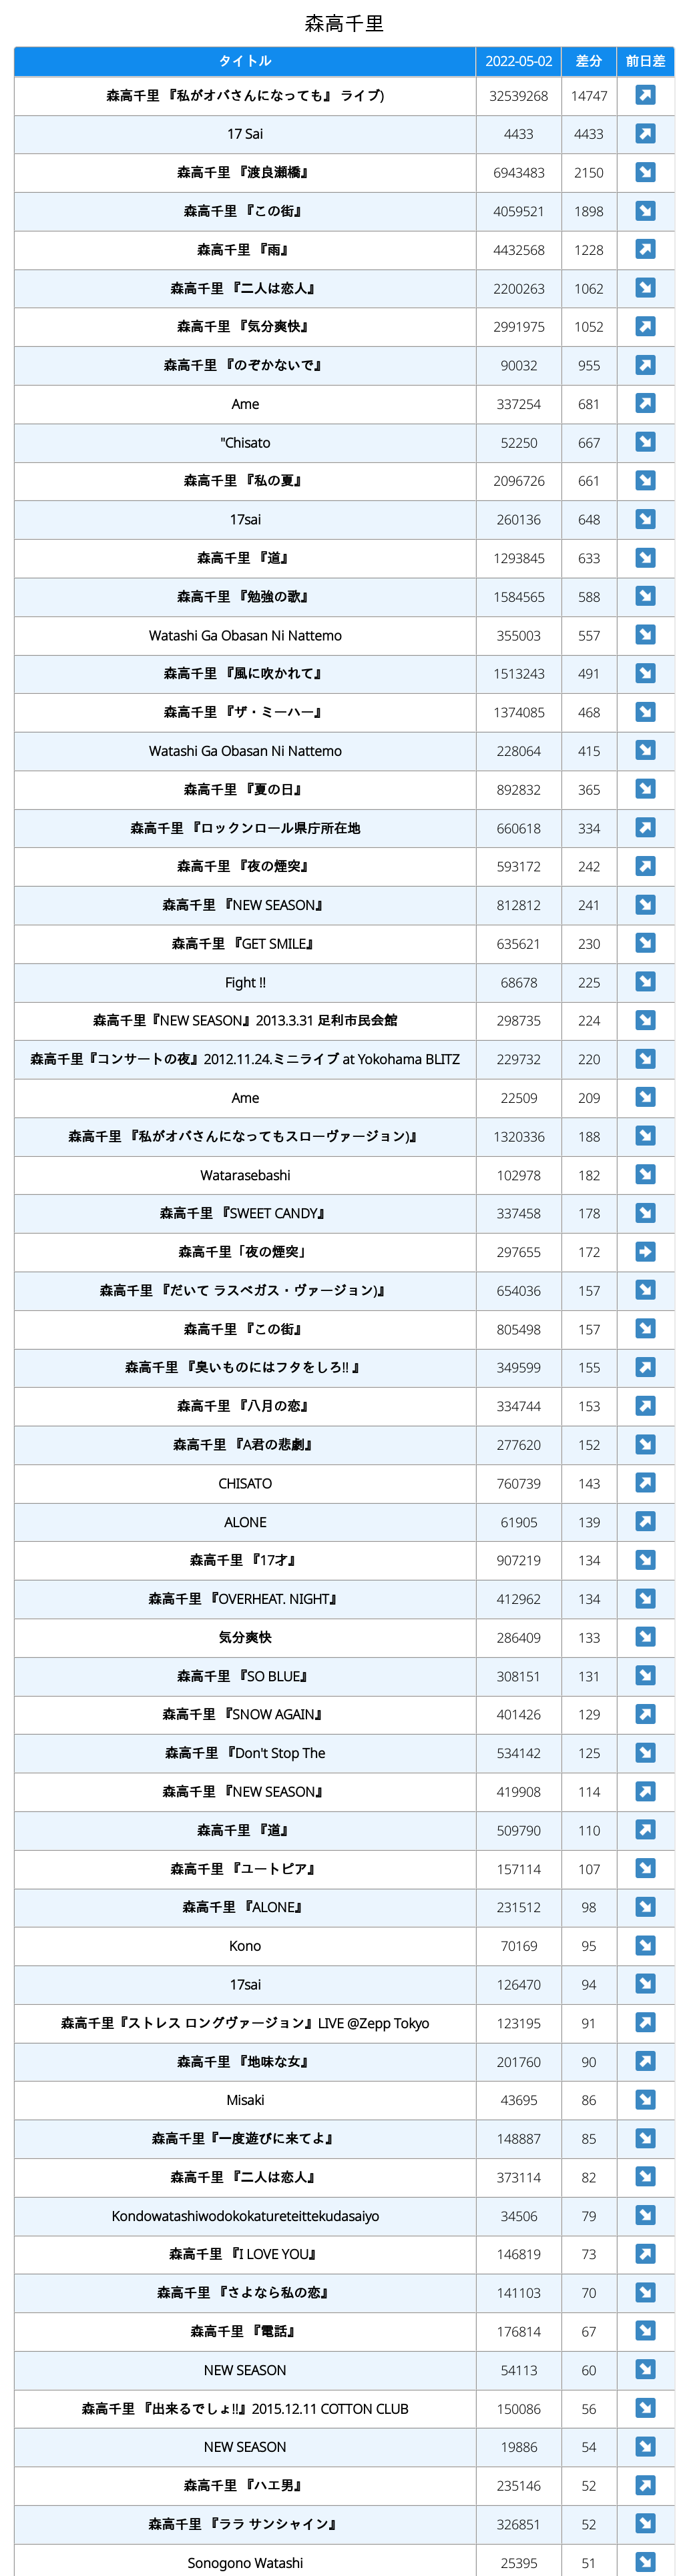 森高千里
タイトル 2022-05-02 差分 前日差
森高千里 『私がオバさんになっても』 ライブ) 32539268 14747
17 Sai 4433 4433
森高千里 『渡良瀬橋』 6943483 2150
森高千里 『この街』 4059521 1898
森高千里 『雨』 4432568 1228
森高千里 『二人は恋人』 2200263 1062
森高千里 『気分爽快』 2991975 1052
森高千里 『のぞかないで』 90032 955
Ame 337254 681
"Chisato 52250 667
森高千里 『私の夏』 2096726 661
17sai 260136 648
森高千里 『道』 1293845 633
森高千里 『勉強の歌』 1584565 588
Watashi Ga Obasan Ni Nattemo 355003 557
森高千里 『風に吹かれて』 1513243 491
森高千里 『ザ・ミーハー』 1374085 468
Watashi Ga Obasan Ni Nattemo 228064 415
森高千里 『夏の日』 892832 365
森高千里 『ロックンロール県庁所在地 660618 334
森高千里 『夜の煙突』 593172 242
森高千里 『NEW SEASON』 812812 241
森高千里 『GET SMILE』 635621 230
Fight !! 68678 225
森高千里『NEW SEASON』2013.3.31 足利市民会館 298735 224
森高千里『コンサートの夜』2012.11.24.ミニライブ at Yokohama BLITZ 229732 220
Ame 22509 209
森高千里 『私がオバさんになってもスローヴァージョン)』 1320336 188
Watarasebashi 102978 182
森高千里 『SWEET CANDY』 337458 178
森高千里「夜の煙突」 297655 172
森高千里 『だいて ラスベガス・ヴァージョン)』 654036 157
森高千里 『この街』 805498 157
森高千里 『臭いものにはフタをしろ!! 』 349599 155
森高千里 『八月の恋』 334744 153
森高千里 『A君の悲劇』 277620 152
CHISATO 760739 143
ALONE 61905 139
森高千里 『17才』 907219 134
森高千里 『OVERHEAT. NIGHT』 412962 134
気分爽快 286409 133
森高千里 『SO BLUE』 308151 131
森高千里 『SNOW AGAIN』 401426 129
森高千里 『Don't Stop The 534142 125
森高千里 『NEW SEASON』 419908 114
森高千里 『道』 509790 110
森高千里 『ユートピア』 157114 107
森高千里 『ALONE』 231512 98
Kono 70169 95
17sai 126470 94
森高千里『ストレス ロングヴァージョン』LIVE @Zepp Tokyo 123195 91
森高千里 『地味な女』 201760 90
Misaki 43695 86
森高千里『一度遊びに来てよ』 148887 85
森高千里 『二人は恋人』 373114 82
Kondowatashiwodokokatureteittekudasaiyo 34506 79
森高千里 『I LOVE YOU』 146819 73
森高千里 『さよなら私の恋』 141103 70
森高千里 『電話』 176814 67
NEW SEASON 54113 60
森高千里 『出来るでしょ!!』2015.12.11 COTTON CLUB 150086 56
NEW SEASON 19886 54
森高千里 『ハエ男』 235146 52
森高千里 『ララ サンシャイン』 326851 52
Sonogono Watashi 25395 51